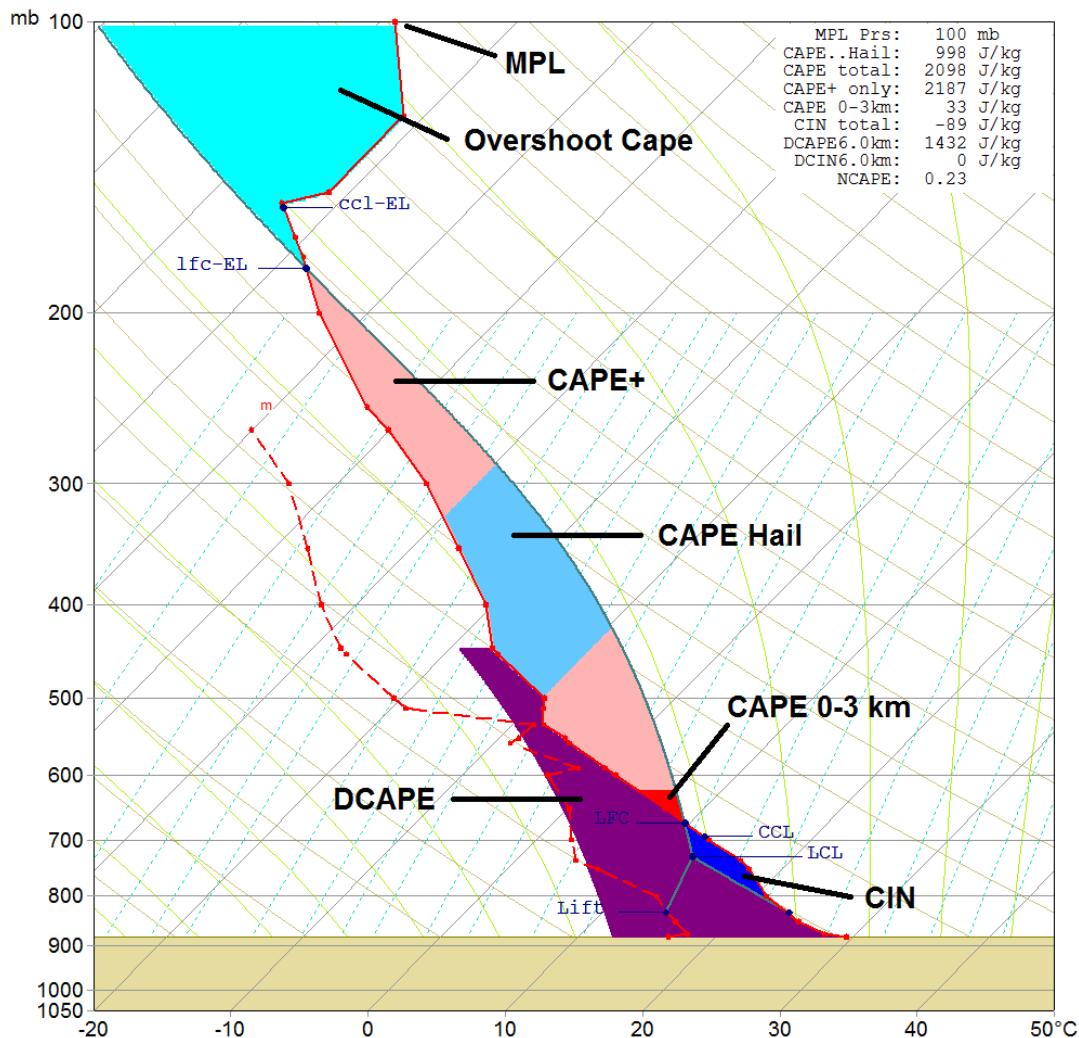 mb
100
MPL Prs: 100 mb
CAPE..Hail: 998 J/kg
CAPE total: 2098 J/kg
CAPE+ only: 2187 J/kg
CAPE 0-3km: 33 J/kg
CIN total: -89 J/kg
DCAPE6.0km: 1432 J/kg
DCIN6.0km: 0 J/kg
NCAPE: 0.23
MPL
Overshoot Cape
ccl-EL
lfc-EL
200
CAPE+
m
300
CAPE Hail
400
500
CAPE 0-3 km
600
DCAPE
LFC
CCL
700
LCL
800
CIN
Lift
900
1000
1050
-20 -10 0 10 20 30 40 50°C